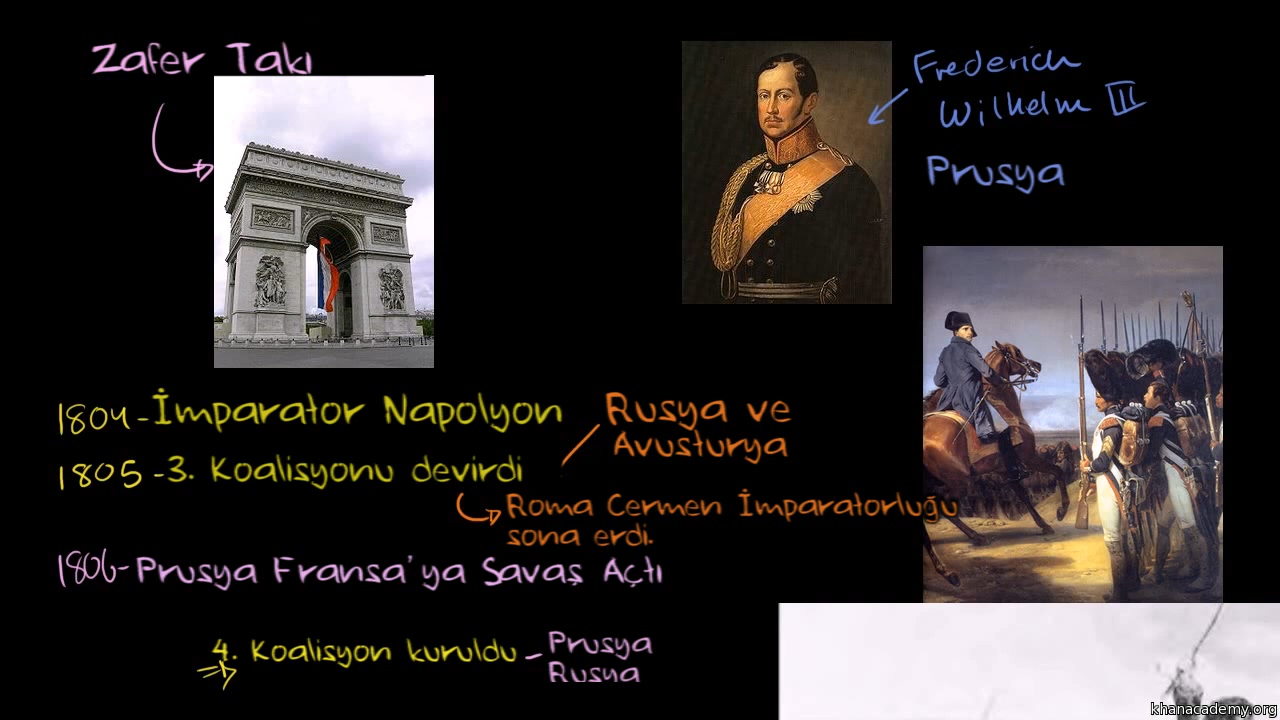 Zafer Takı
Frederich
Wilhelm III
Prusya
1804-İmparator Napolyon
Rusya ve
Avusturya
1805-3. Koalisyonu devirdi
Roma Cermen İmparatorluğu
sona erdi.
1806-Prusya Fransa'ya Savaş Açtı
4. Koalisyon kuruldu-Prusya
Rusya
khanacademy.org